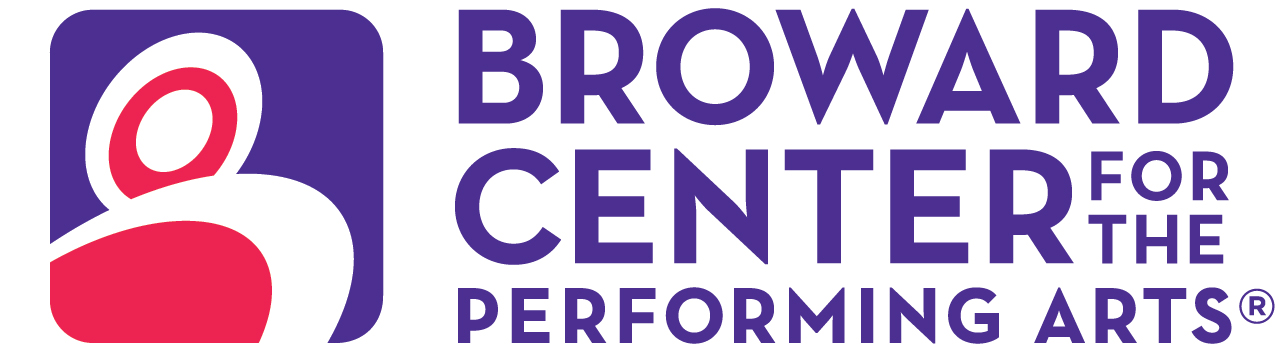 BROWARD
CENTER FOR THE
PERFORMING ARTS®